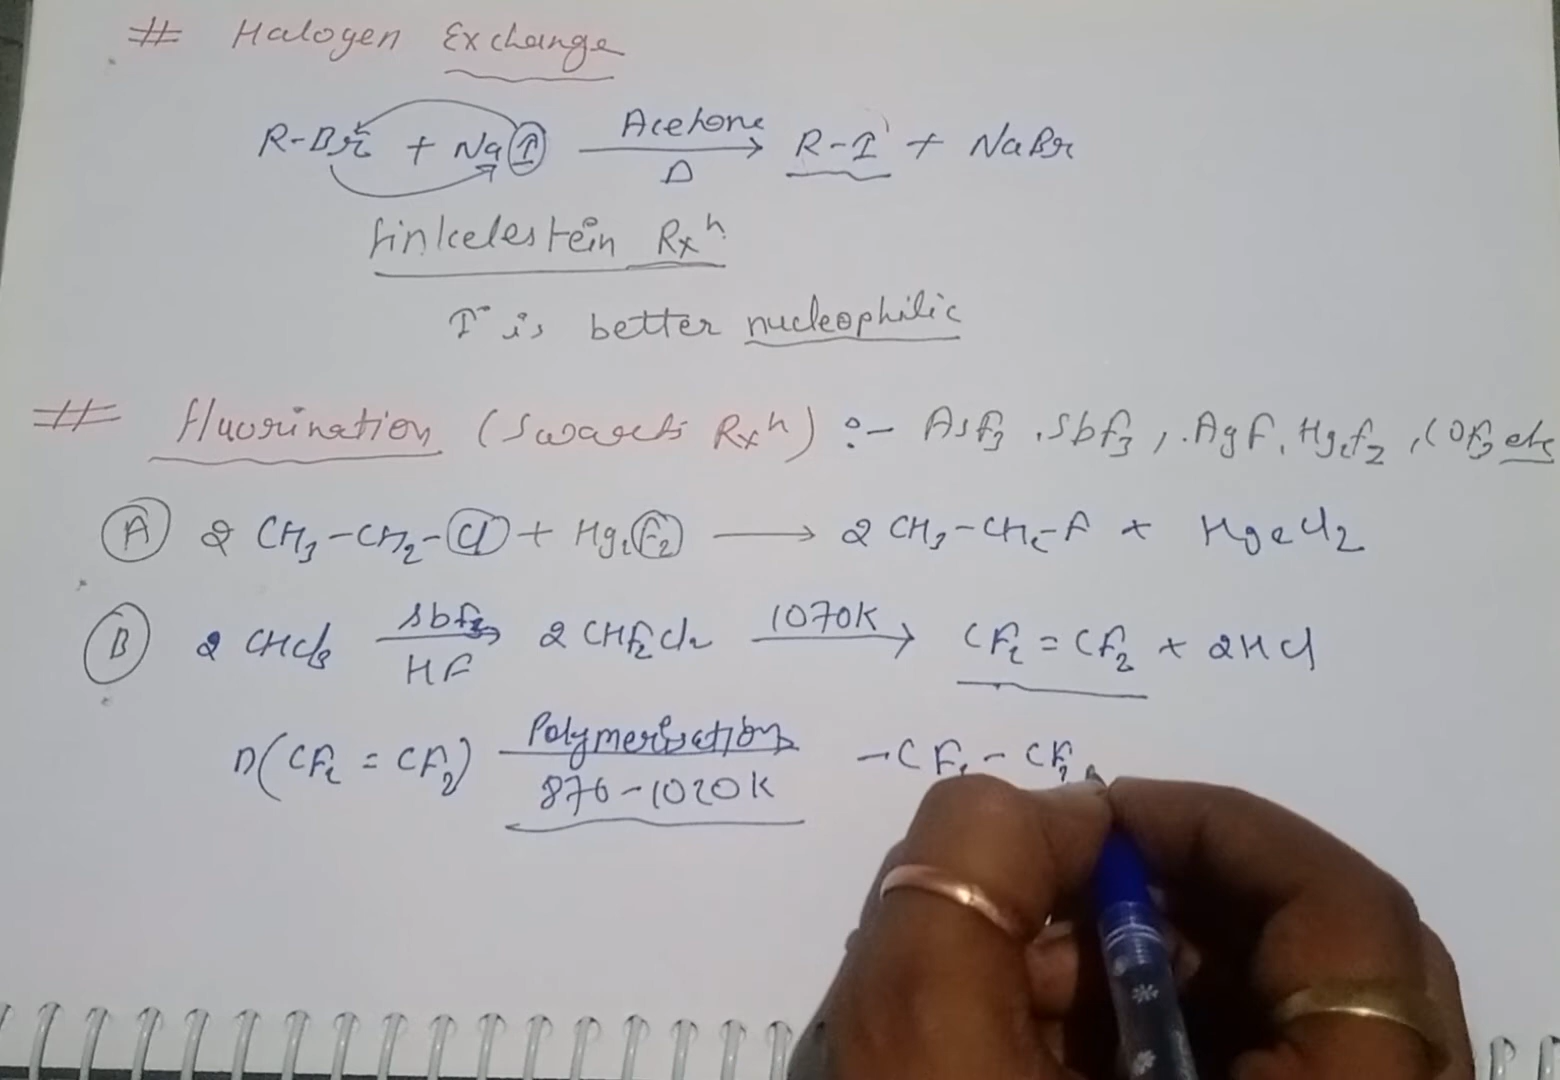 # Halogen Exchange
R-Br + NaI Acetone Δ → R-I + NaBr
Finkelestein Rxn
I⁻ is better nucleophilic
# Fluorination (Swarets Rxn) :- AsF3, SbF3, AgF, Hg2F2, COF3 etc
(A) 2 CH3-CH2-Cl + Hg2F2 → 2 CH3-CH2-F + Hg2Cl2
(B) 2 CHCl3 SbF3 HF → 2 CHF2Cl2 1070K → CF2 = CF2 + 2HCl
n(CF2 = CF2) Polymerisation 870-1020K -CF2-CF2